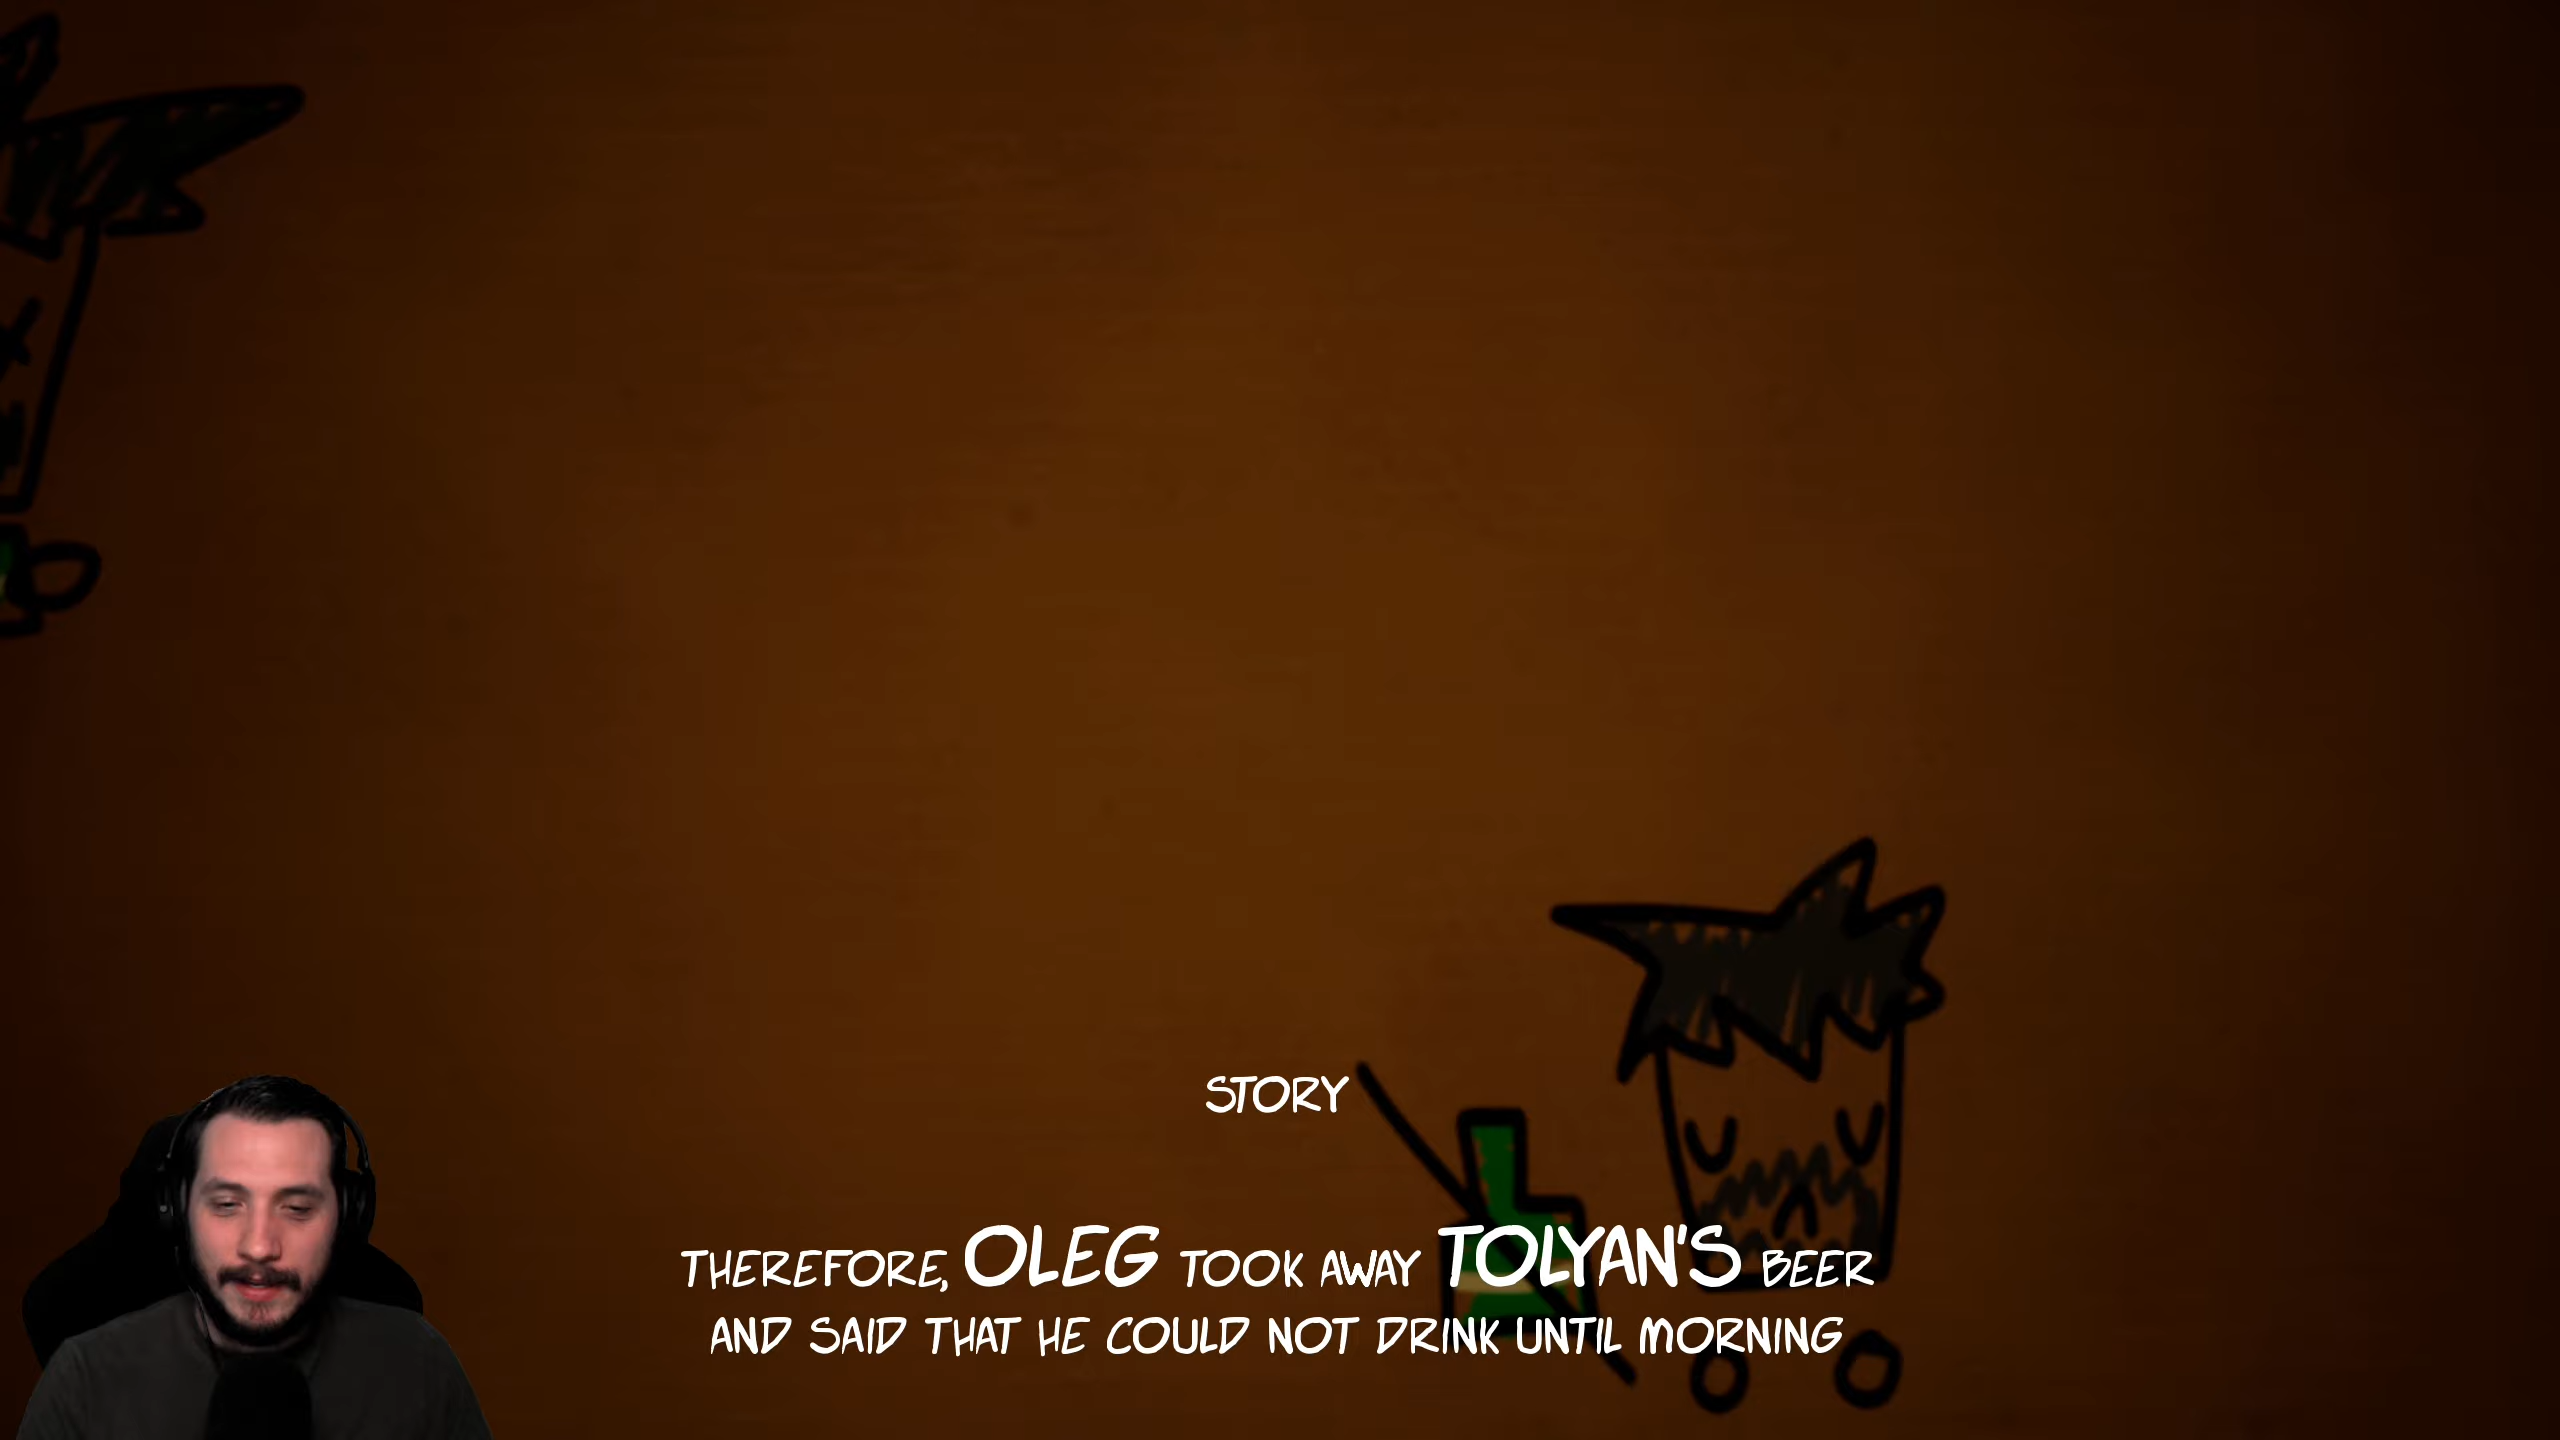 STORY
THEREFORE, OLEG TOOK AWAY TOLYAN'S BEER
AND SAID THAT HE COULD NOT DRINK UNTIL MORNING